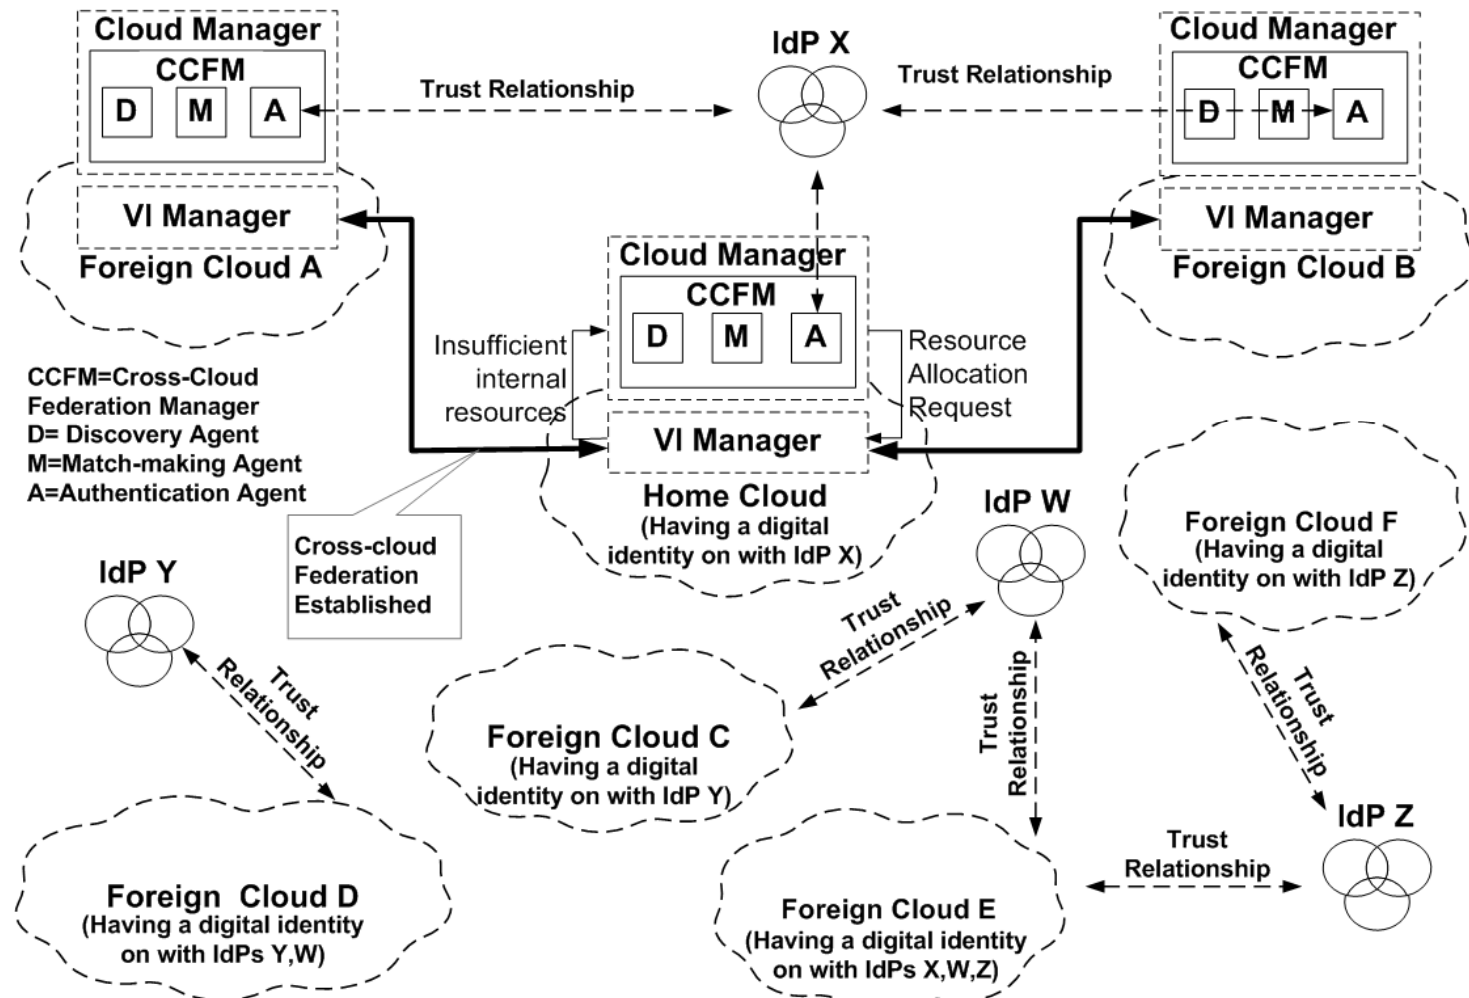 Cloud Manager
CCFM
D M A
VI Manager
Foreign Cloud A
Trust Relationship
IdP X
Trust Relationship
Cloud Manager
CCFM
D M A
VI Manager
Foreign Cloud B
Cloud Manager
CCFM
D M A
VI Manager
Home Cloud
(Having a digital
identity on with IdP X)
Insufficient
internal
resources
Resource
Allocation
Request
CCFM=Cross-Cloud
Federation Manager
D= Discovery Agent
M=Match-making Agent
A=Authentication Agent
Cross-cloud
Federation
Established
IdP Y
Trust
Relationship
Foreign Cloud D
(Having a digital identity
on with IdPs Y,W)
Foreign Cloud C
(Having a digital
identity on with IdP Y)
Trust
Relationship
IdP W
Trust
Relationship
Foreign Cloud E
(Having a digital identity
on with IdPs X,W,Z)
Trust
Relationship
IdP Z
Trust
Relationship
Foreign Cloud F
(Having a digital
identity on with IdP Z)